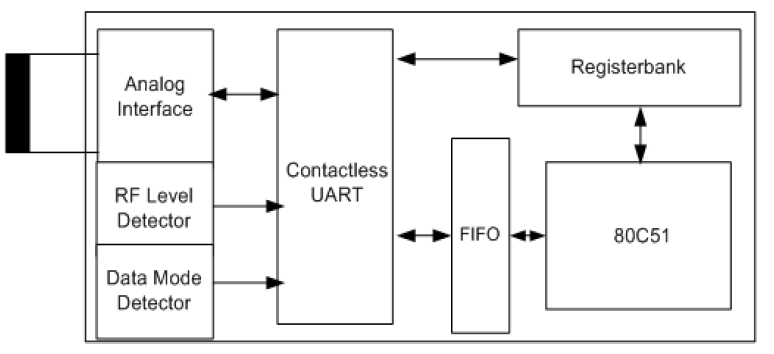 Analog
Interface
RF Level
Detector
Data Mode
Detector
Contactless
UART
Registerbank
FIFO
80C51